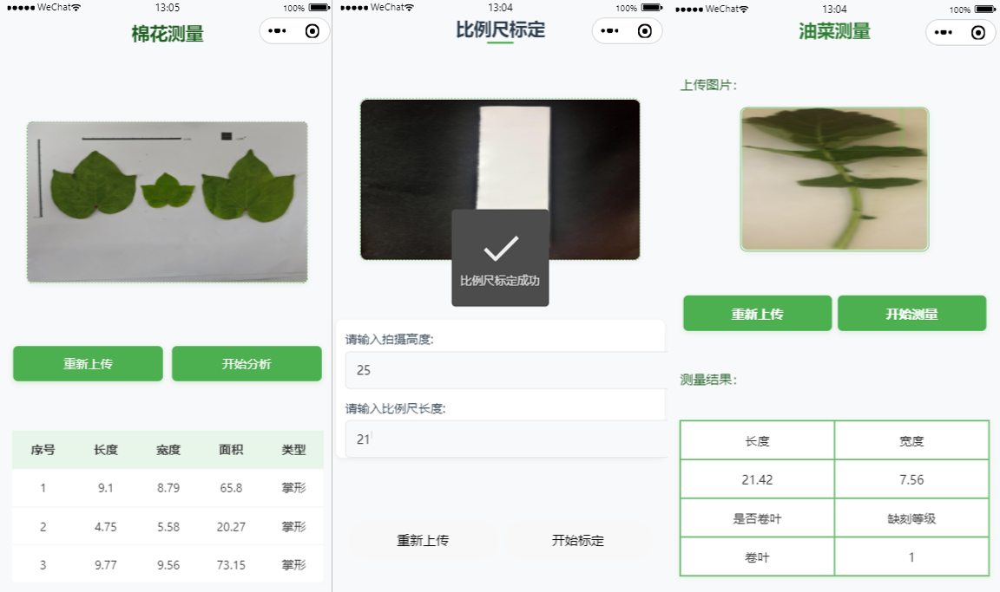 WeChat
13:05
100%
棉花测量
重新上传
开始分析
序号 长度 宽度 面积 类型
1 9.1 8.79 65.8 掌形
2 4.75 5.58 20.27 掌形
3 9.77 9.56 73.15 掌形
WeChat
13:04
100%
比例尺标定
比例尺标定成功
请输入拍摄高度:
25
请输入比例尺长度:
21
重新上传
开始标定
WeChat
13:04
100%
油菜测量
上传图片:
重新上传
开始测量
测量结果:
长度 宽度
21.42 7.56
是否卷叶 缺刻等级
卷叶 1